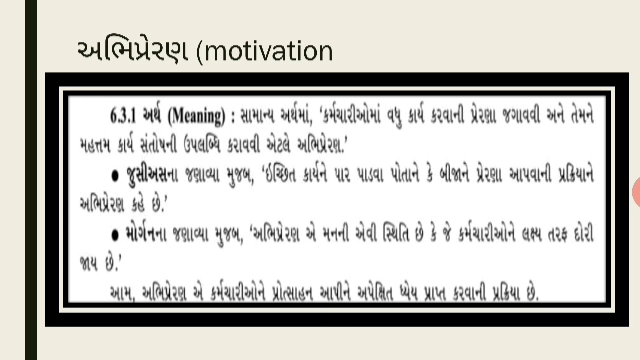 અભિપ્રેરણ (motivation
6.3.1 અર્થ (Meaning) : સામાન્ય અર્થમાં, ‘કર્મચારીઓમાં વધુ કાર્ય કરવાની પ્રેરણા જગાવવી અને તેમને
મહત્તમ કાર્ય સંતોષની ઉપલબ્ધિ કરાવવી એટલે અભિપ્રેરણ.’
● જુસીઅસના જણાવ્યા મુજબ, ‘ઇચ્છિત કાર્યને પાર પાડવા પોતાને કે બીજાને પ્રેરણા આપવાની પ્રક્રિયાને
અભિપ્રેરણ કહે છે.’
● મોર્ગનના જણાવ્યા મુજબ, ‘અભિપ્રેરણ એ મનની એવી સ્થિતિ છે કે જે કર્મચારીઓને લક્ષ્ય તરફ દોરી
જાય છે.’
આમ, અભિપ્રેરણ એ કર્મચારીઓને પ્રોત્સાહન આપીને અપેક્ષિત ધ્યેય પ્રાપ્ત કરવાની પ્રક્રિયા છે.